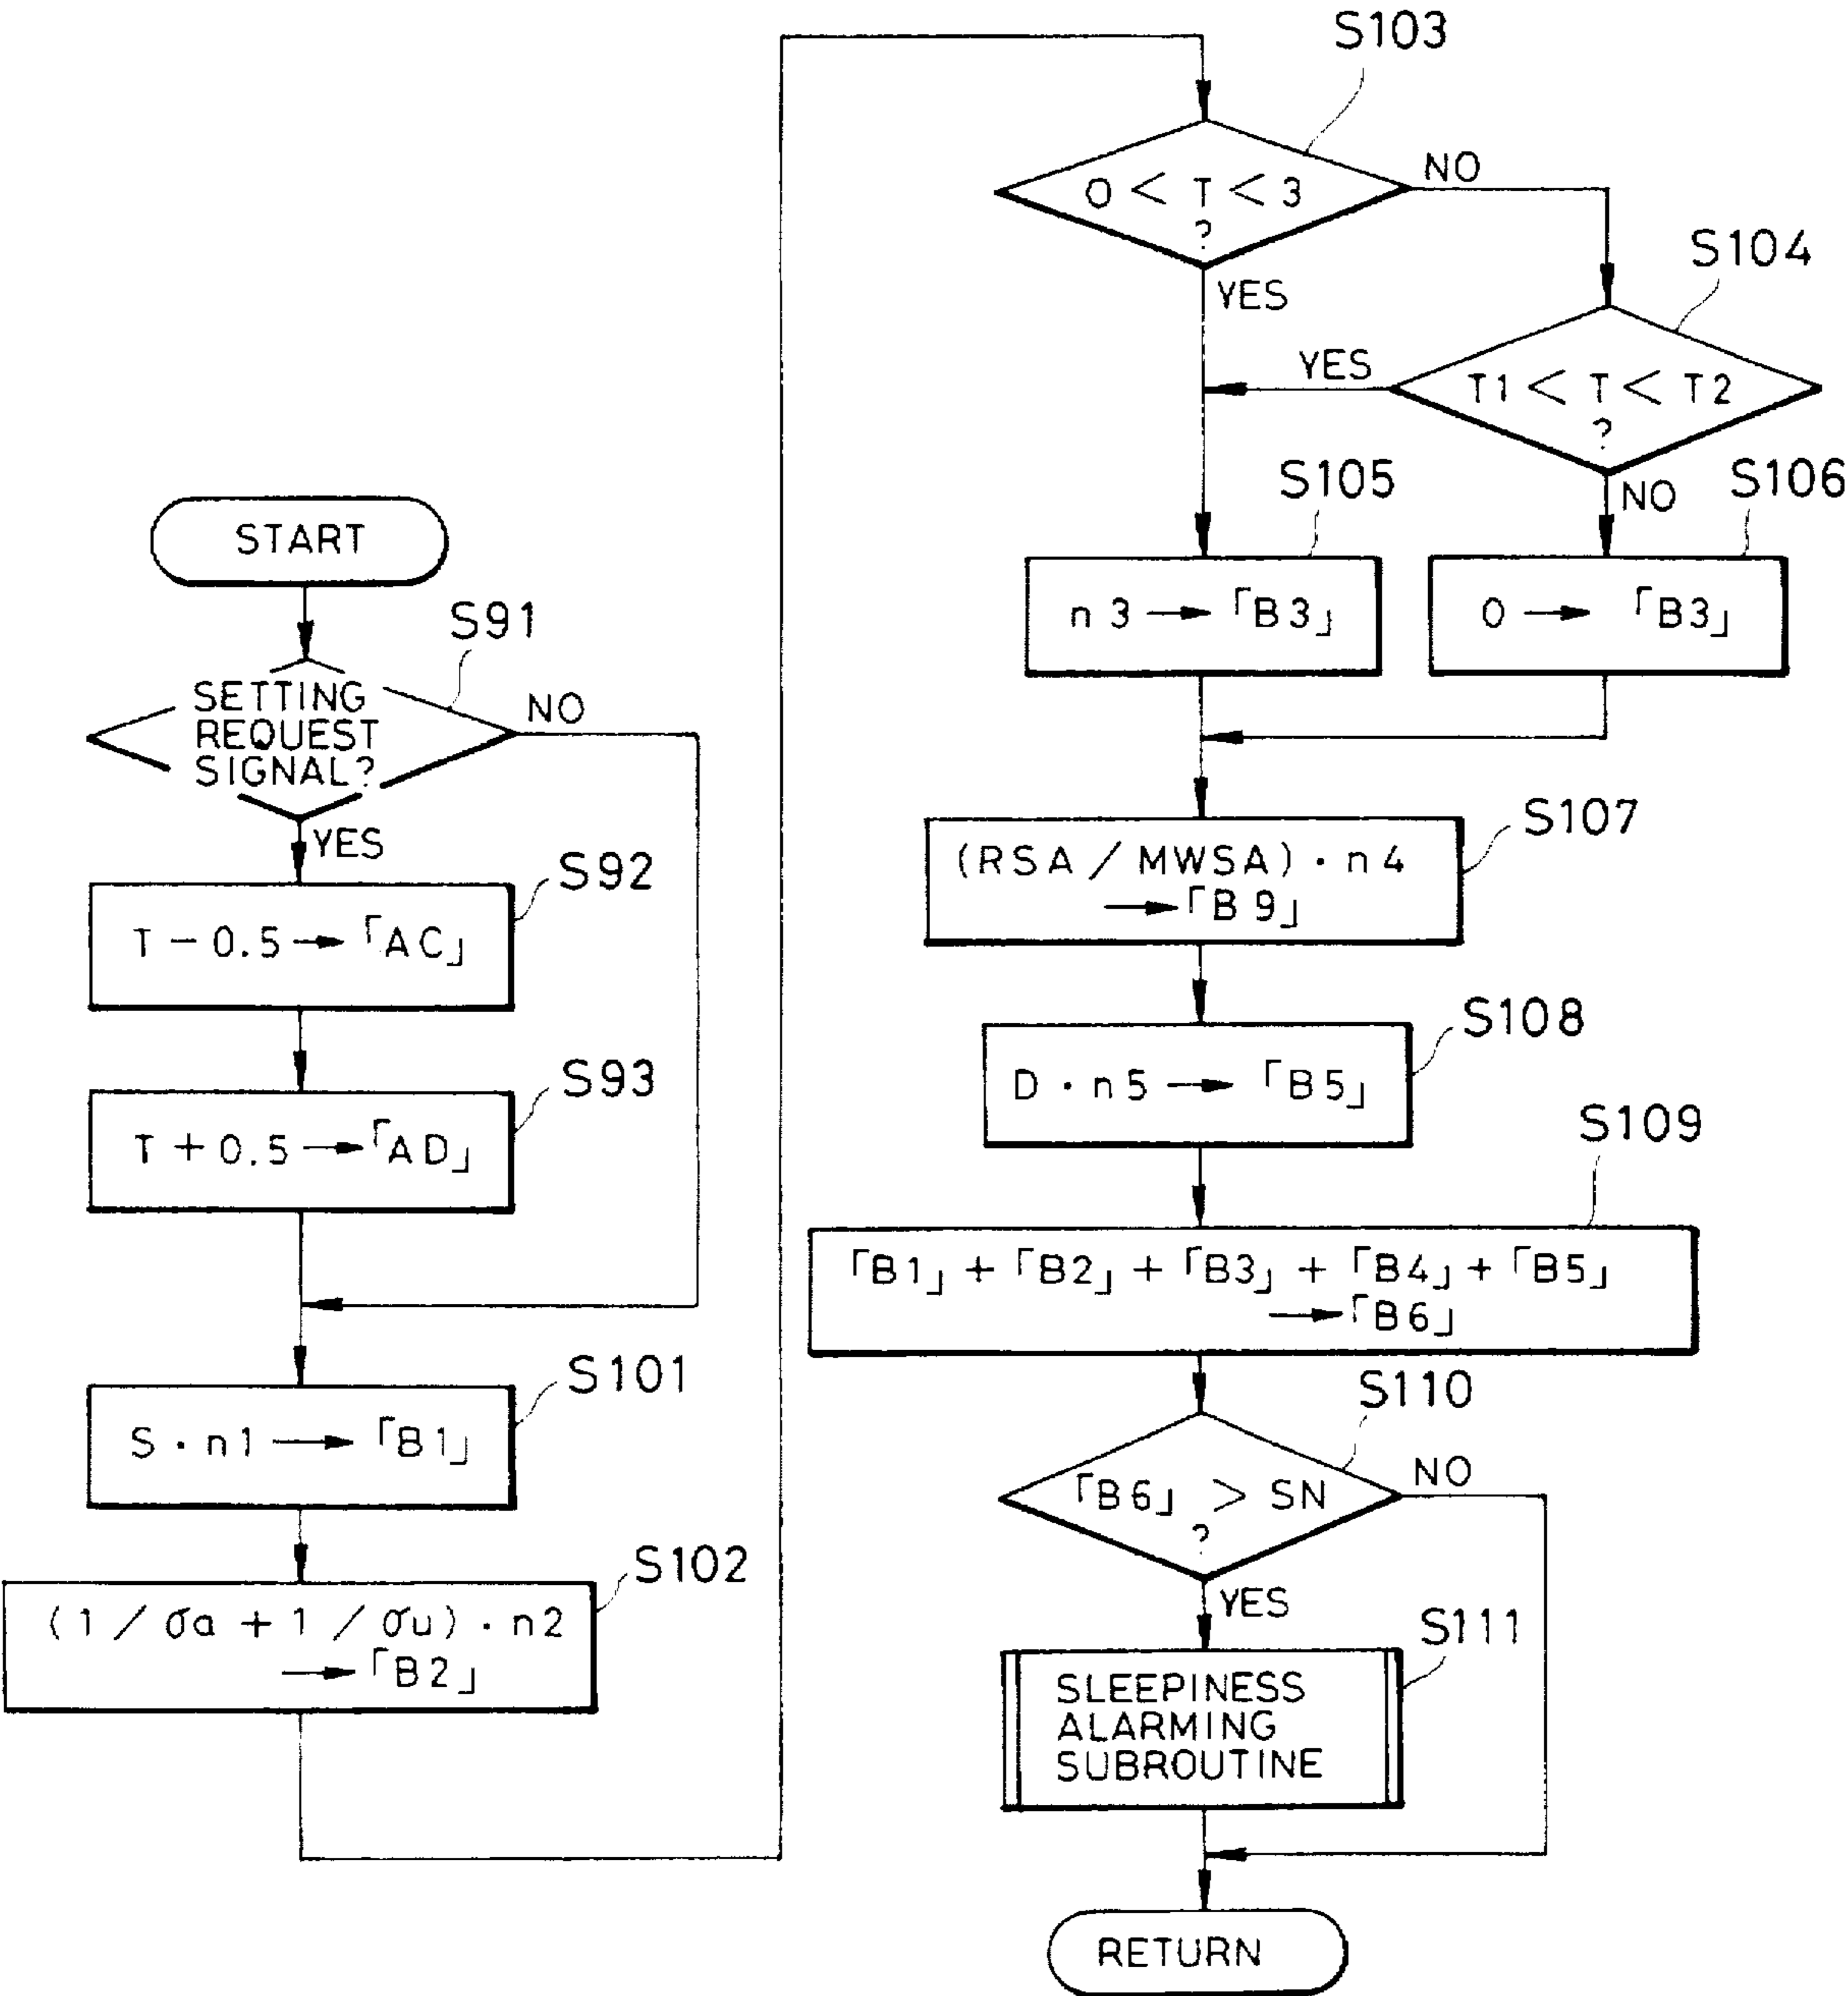 START
S91
SETTING
REQUEST
SIGNAL?
NO
YES
S92
T − 0.5 → 「AC」
S93
T + 0.5 → 「AD」
S101
S · n1 → 「B1」
S102
(1 / σa + 1 / σu) · n2
→ 「B2」
S103
0 < T < 3
?
NO
YES
S104
T1 < T < T2
?
YES
NO
S105
n3 → 「B3」
S106
0 → 「B3」
S107
(RSA / MWSA) · n4
→ 「B9」
S108
D · n5 → 「B5」
S109
「B1」 + 「B2」 + 「B3」 + 「B4」 + 「B5」
→ 「B6」
S110
「B6」 > SN
?
NO
YES
S111
SLEEPINESS
ALARMING
SUBROUTINE
RETURN